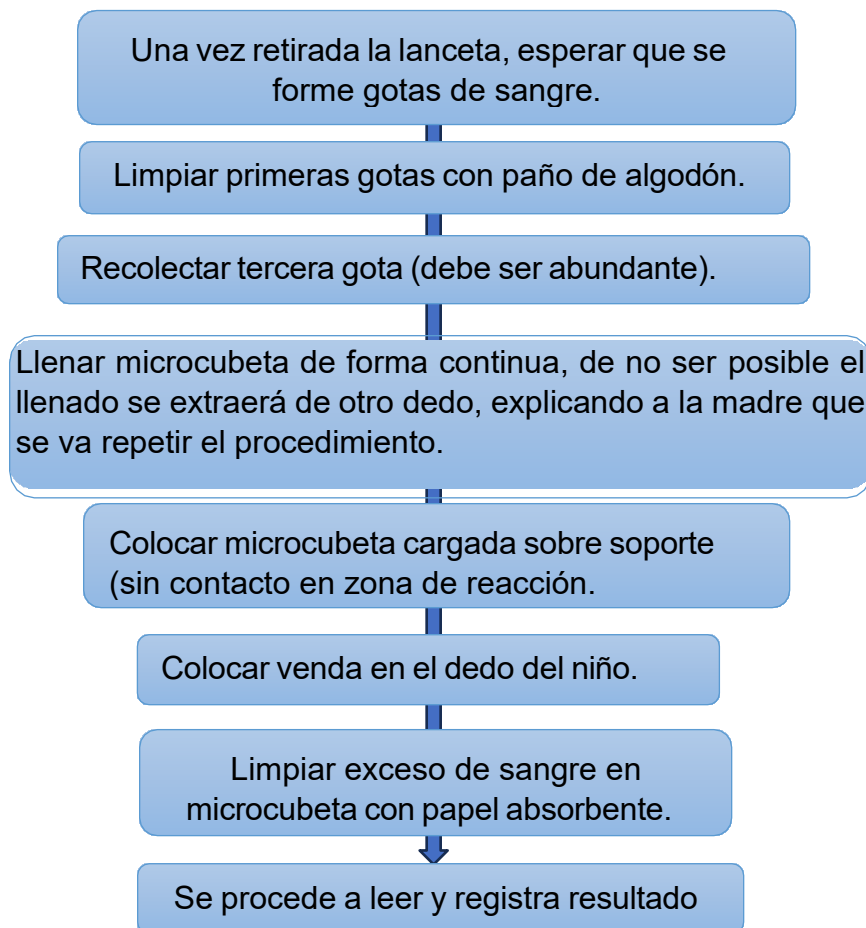 Una vez retirada la lanceta, esperar que se
forme gotas de sangre.
Limpiar primeras gotas con paño de algodón.
Recolectar tercera gota (debe ser abundante).
Llenar microcubeta de forma continua, de no ser posible el
llenado se extraerá de otro dedo, explicando a la madre que
se va repetir el procedimiento.
Colocar microcubeta cargada sobre soporte
(sin contacto en zona de reacción.
Colocar venda en el dedo del niño.
Limpiar exceso de sangre en
microcubeta con papel absorbente.
Se procede a leer y registra resultado